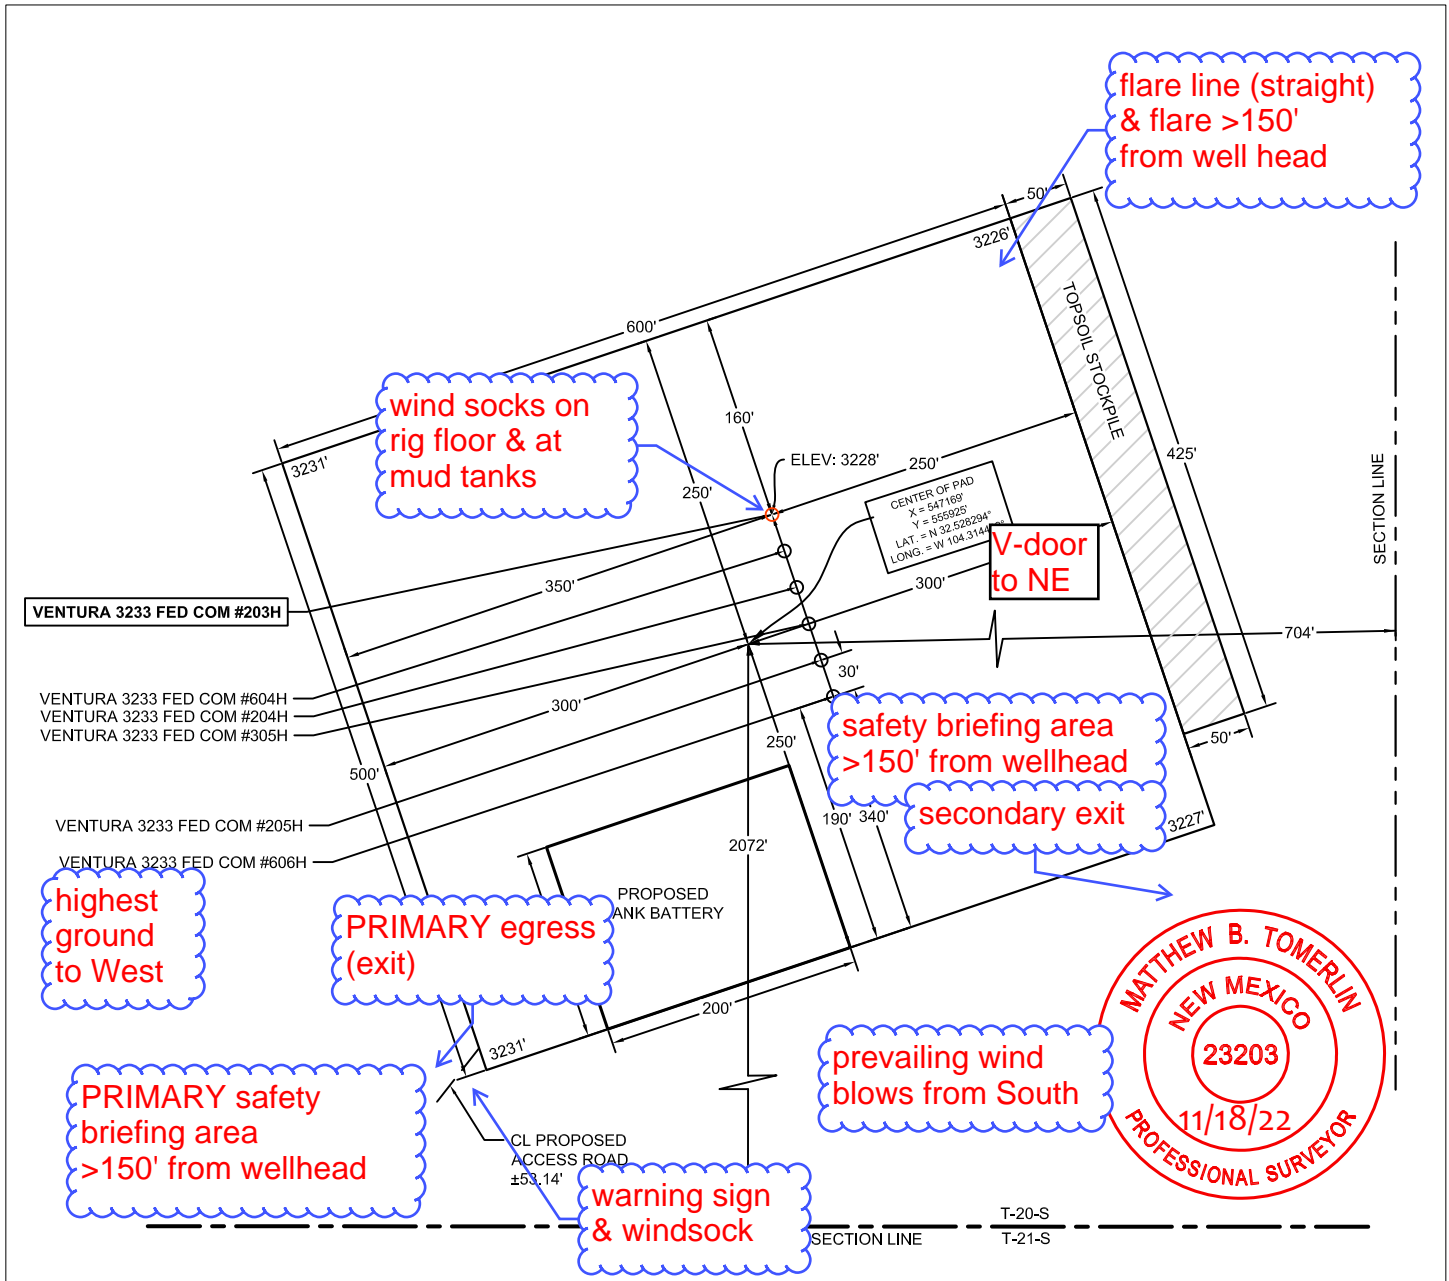 flare line (straight)
& flare >150'
from well head
50'
3226'
TOPSOIL STOCKPILE
600'
wind socks on
rig floor & at
mud tanks
160'
3231'
ELEV: 3228'
250'
250'
425'
SECTION LINE
CENTER OF PAD
X = 547169'
Y = 555925'
LAT. = N 32.528294°
LONG. = W
V-door
to NE
350'
300'
VENTURA 3233 FED COM #203H
704'
30'
VENTURA 3233 FED COM #604H
VENTURA 3233 FED COM #204H
VENTURA 3233 FED COM #305H
300'
safety briefing area
>150' from wellhead
250'
50'
500'
secondary exit
190'
340'
3227'
VENTURA 3233 FED COM #205H
2072'
VENTURA 3233 FED COM #606H
highest
ground
to West
PROPOSED
ANK BATTERY
PRIMARY egress
(exit)
200'
3231'
MATTHEW B. TOMERLIN
NEW MEXICO
23203
11/18/22
PROFESSIONAL SURVEYOR
prevailing wind
blows from South
PRIMARY safety
briefing area
>150' from wellhead
CL PROPOSED
ACCESS ROAD
±53.14'
warning sign
& windsock
T-20-S
SECTION LINE
T-21-S